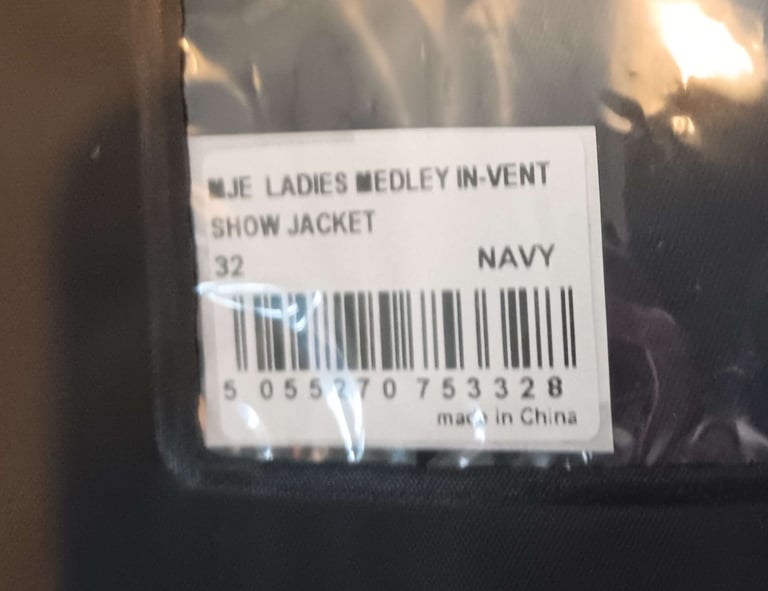 MJE LADIES MEDLEY IN-VENT
SHOW JACKET
32 NAVY
5 055270 753328
made in China